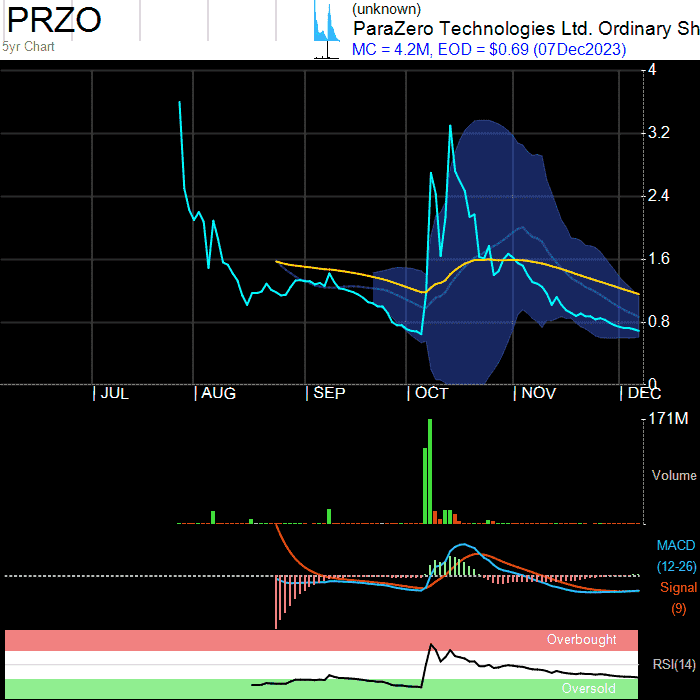 PRZO
5yr Chart
(unknown)
ParaZero Technologies Ltd. Ordinary Sh
MC = 4.2M, EOD = $0.69 (07Dec2023)
4
3.2
2.4
1.6
0.8
0
JUL AUG SEP OCT NOV DEC
171M
Volume
MACD
(12-26)
Signal
(9)
Overbought
RSI(14)
Oversold